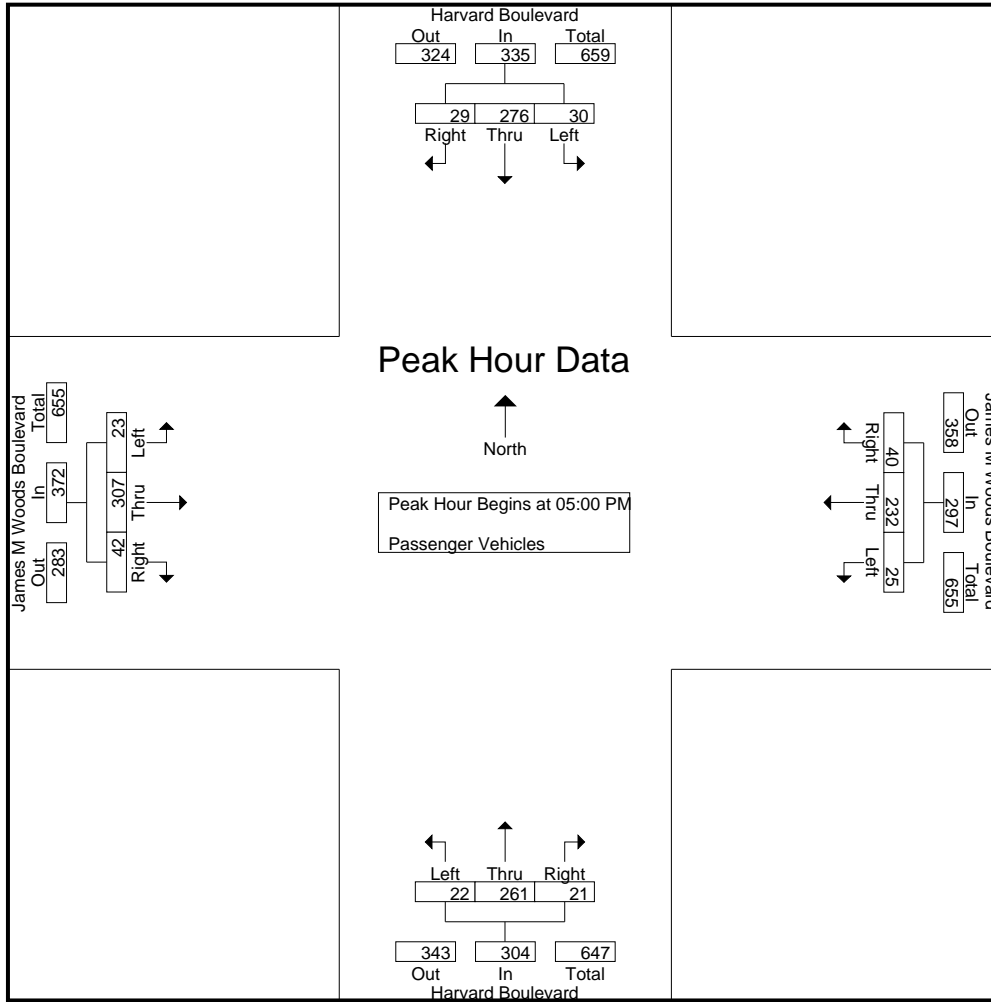 Harvard Boulevard
Out In Total
324 335 659
29 276 30
Right Thru Left
Peak Hour Data
North
Peak Hour Begins at 05:00 PM
Passenger Vehicles
James M Woods Boulevard
Total In Out
655 372 283
23 307 42
Left Thru Right
James M Woods Boulevard
Out In Total
358 297 655
40 232 25
Right Thru Left
Left Thru Right
22 261 21
343 304 647
Out In Total
Harvard Boulevard